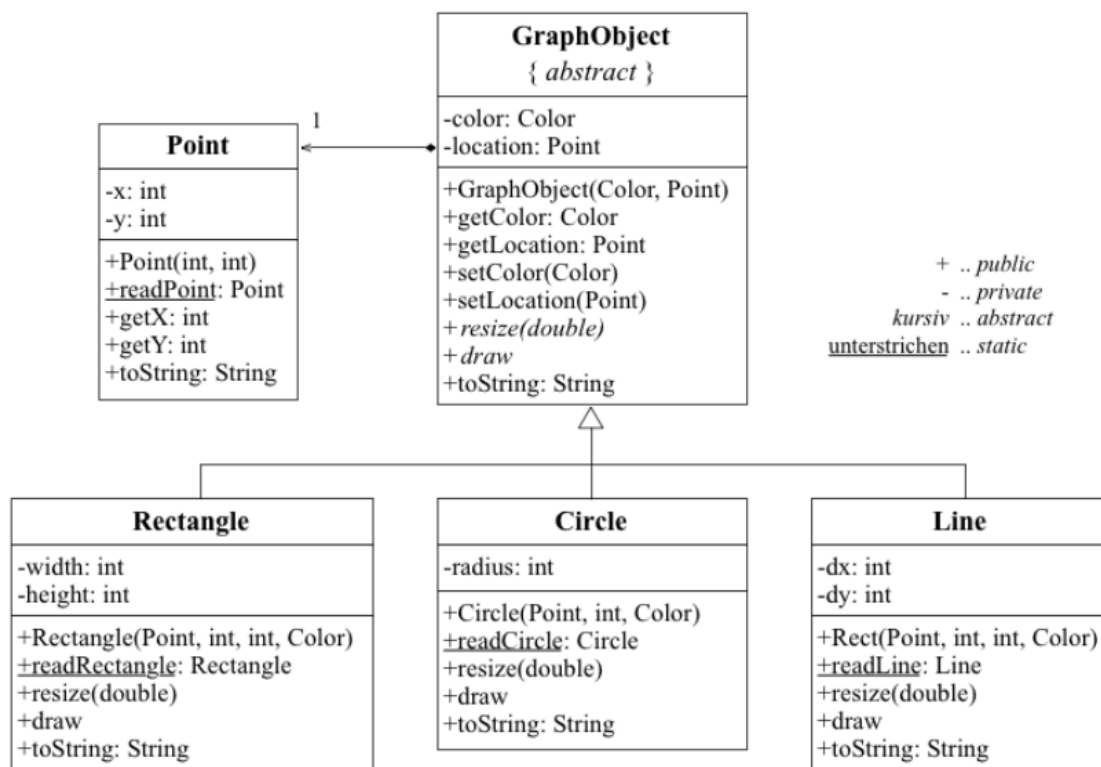 GraphObject
{ abstract }
-color: Color
-location: Point
+GraphObject(Color, Point)
+getColor: Color
+getLocation: Point
+setColor(Color)
+setLocation(Point)
+resize(double)
+draw
+toString: String
1
Point
-x: int
-y: int
+Point(int, int)
+readPoint: Point
+getX: int
+getY: int
+toString: String
+ .. public
- .. private
kursiv .. abstract
unterstrichen .. static
Rectangle
-width: int
-height: int
+Rectangle(Point, int, int, Color)
+readRectangle: Rectangle
+resize(double)
+draw
+toString: String
Circle
-radius: int
+Circle(Point, int, Color)
+readCircle: Circle
+resize(double)
+draw
+toString: String
Line
-dx: int
-dy: int
+Rect(Point, int, int, Color)
+readLine: Line
+resize(double)
+draw
+toString: String